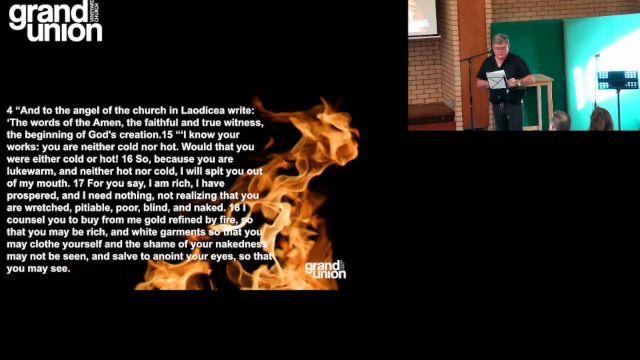 grand
union
4 “And to the angel of the church in Laodicea write:
‘The words of the Amen, the faithful and true witness,
the beginning of God's creation.15 “‘I know your
works: you are neither cold nor hot. Would that you
were either cold or hot! 16 So, because you are
lukewarm, and neither hot nor cold, I will spit you out
of my mouth. 17 For you say, I am rich, I have
prospered, and I need nothing, not realizing that you
are wretched, pitiable, poor, blind, and naked. 18 I
counsel you to buy from me gold refined by fire, so
that you may be rich, and white garments so that you
may clothe yourself and the shame of your nakedness
may not be seen, and salve to anoint your eyes, so that
you may see.
grand
union